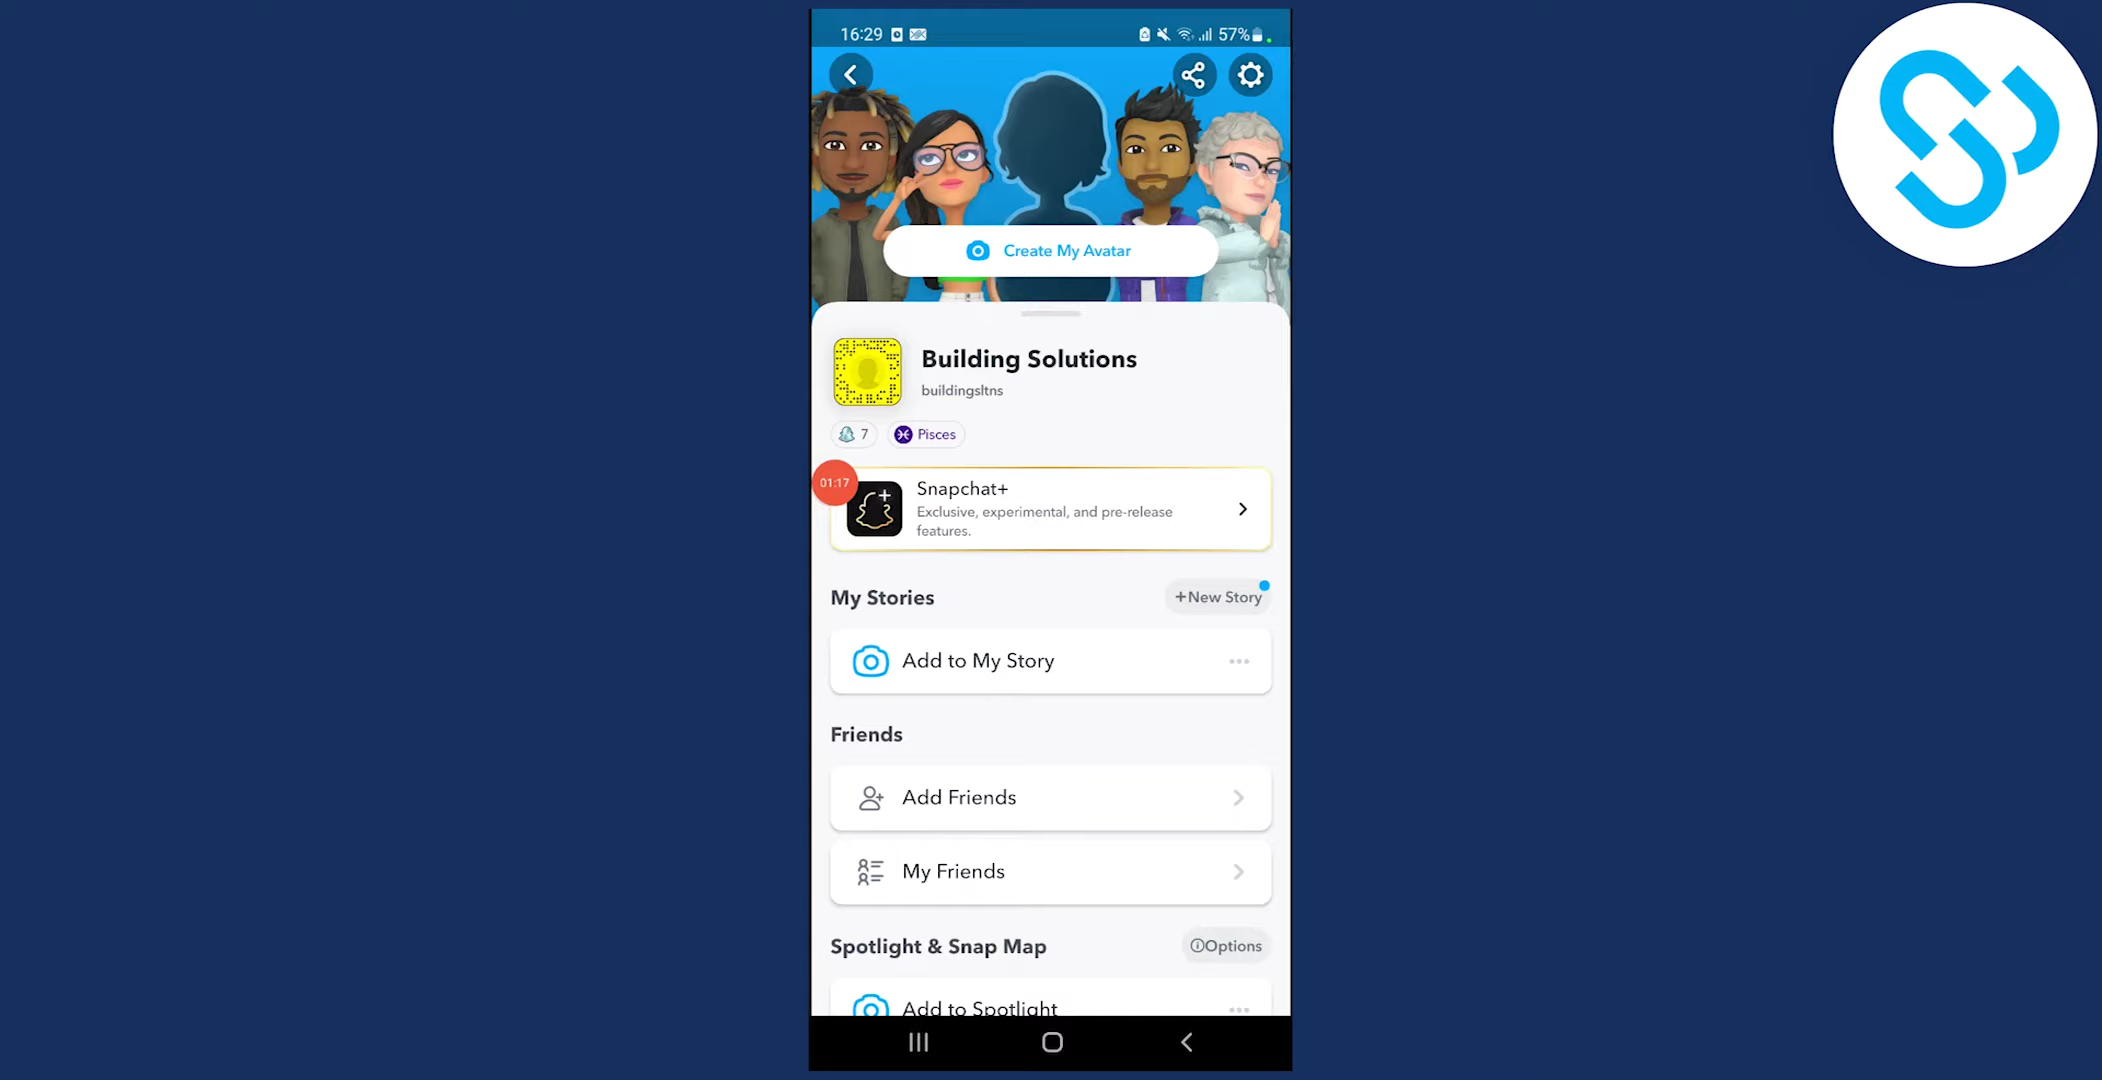 16:29
57%
Create My Avatar
Building Solutions
buildingsltns
7
Pisces
01:17
Snapchat+
Exclusive, experimental, and pre-release
features.
My Stories
+New Story
Add to My Story
Friends
Add Friends
My Friends
Spotlight & Snap Map
Options
Add to Spotlight